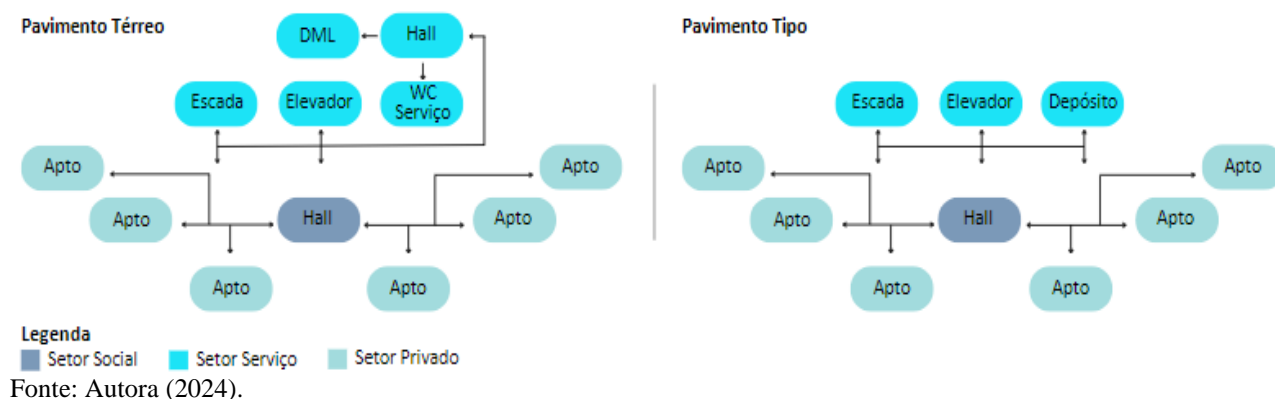 Pavimento Térreo
DML
Hall
Escada
Elevador
WC
Serviço
Apto
Apto
Apto
Hall
Apto
Apto
Apto
Pavimento Tipo
Escada
Elevador
Depósito
Apto
Apto
Apto
Hall
Apto
Apto
Apto
Legenda
Setor Social
Setor Serviço
Setor Privado
Fonte: Autora (2024).